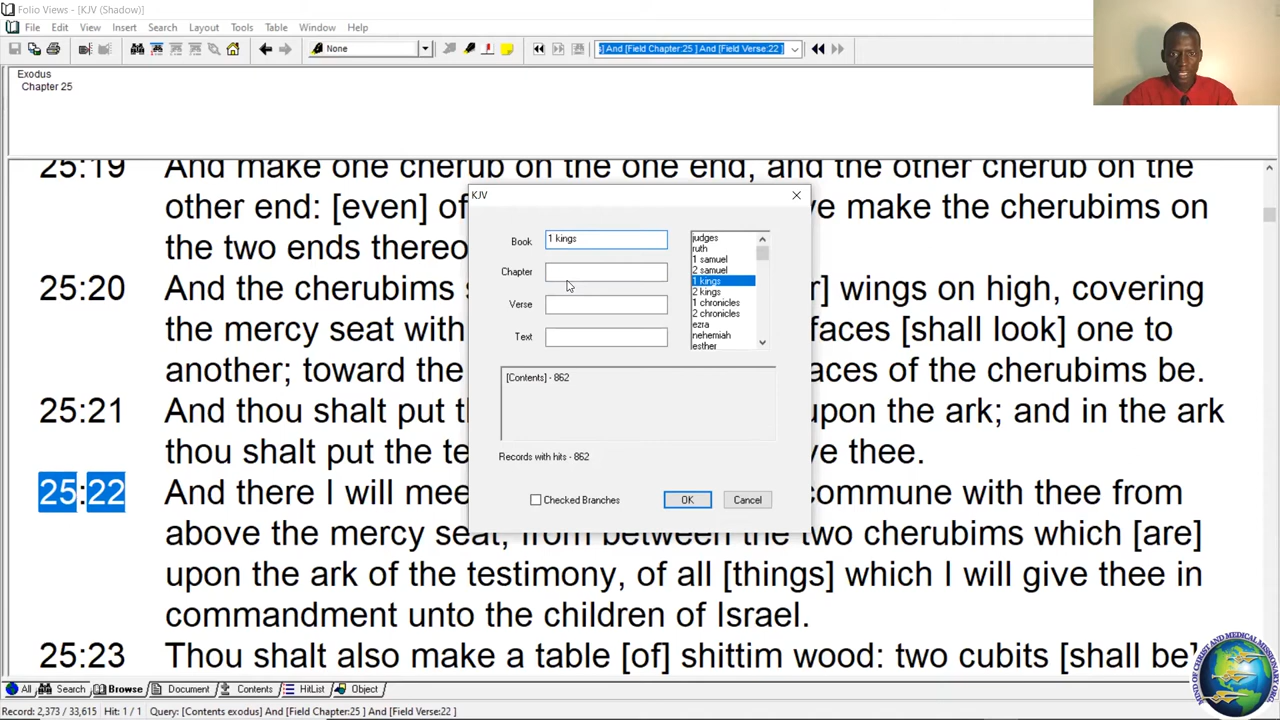 Folio Views - [KJV (Shadow)]
File Edit View Insert Search Layout Tools Table Window Help
None
] And [Field Chapter:25 ] And [Field Verse:22 ]
Exodus
Chapter 25
25:19 And make one cherub on the one end, and the other cherub on the
other end: [even] of ve make the cherubims on
the two ends thereo
25:20 And the cherubims s r] wings on high, covering
the mercy seat with faces [shall look] one to
another; toward the aces of the cherubims be.
25:21 And thou shalt put th upon the ark; and in the ark
thou shalt put the te ve thee.
25:22 And there I will mee commune with thee from
above the mercy seat, from between the two cherubims which [are]
upon the ark of the testimony, of all [things] which I will give thee in
commandment unto the children of Israel.
25:23 Thou shalt also make a table [of] shittim wood: two cubits [shall be]
KJV
Book 1 kings
Chapter
Verse
Text
judges
ruth
1 samuel
2 samuel
1 kings
2 kings
1 chronicles
2 chronicles
ezra
nehemiah
esther
[Contents] - 862
Records with hits - 862
Checked Branches OK Cancel
All Search Browse Document Contents HitList Object
Record: 2,373 / 33,615 Hit: 1 / 1 Query: [Contents exodus] And [Field Chapter:25 ] And [Field Verse:22 ]
MIND OF CHRIST AND MEDICAL MISSIONARY.ORG